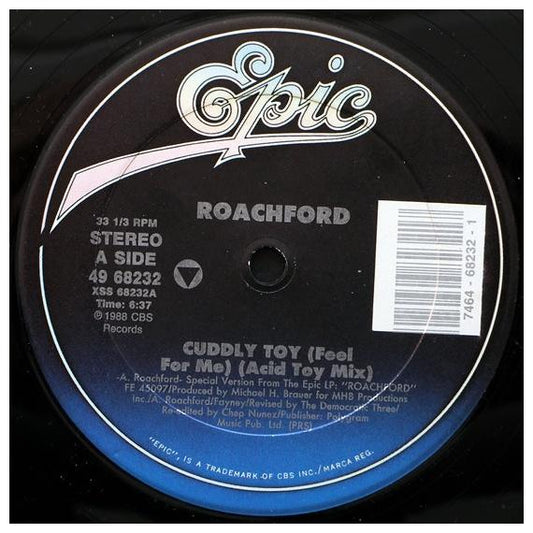 Epic
ROACHFORD
33 1/3 RPM
STEREO
A SIDE
49 68232
XSS 68232A
Time: 6:37
Ⓟ 1988 CBS
Records
7464 - 68232 - 1
CUDDLY TOY (Feel
For Me) (Acid Toy Mix)
-A. Roachford- Special Version From The Epic LP: "ROACHFORD"
FE 45097/Produced by Michael H. Brauer for MHB Productions
Inc./A. Roachford/Fayney/Revised by The Democratic Three/
Re-edited by Chep Nunez/Publisher: Polygram
Music Pub. Ltd. (PRS)
"EPIC", IS A TRADEMARK OF CBS INC./MARCA REG.